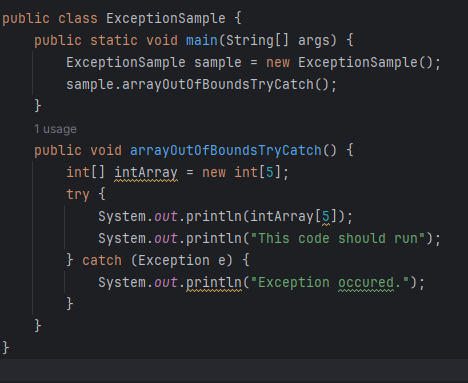 public class ExceptionSample {
    public static void main(String[] args) {
        ExceptionSample sample = new ExceptionSample();
        sample.arrayOutOfBoundsTryCatch();
    }
    1 usage
    public void arrayOutOfBoundsTryCatch() {
        int[] intArray = new int[5];
        try {
            System.out.println(intArray[5]);
            System.out.println("This code should run");
        } catch (Exception e) {
            System.out.println("Exception occured.");
        }
    }
}